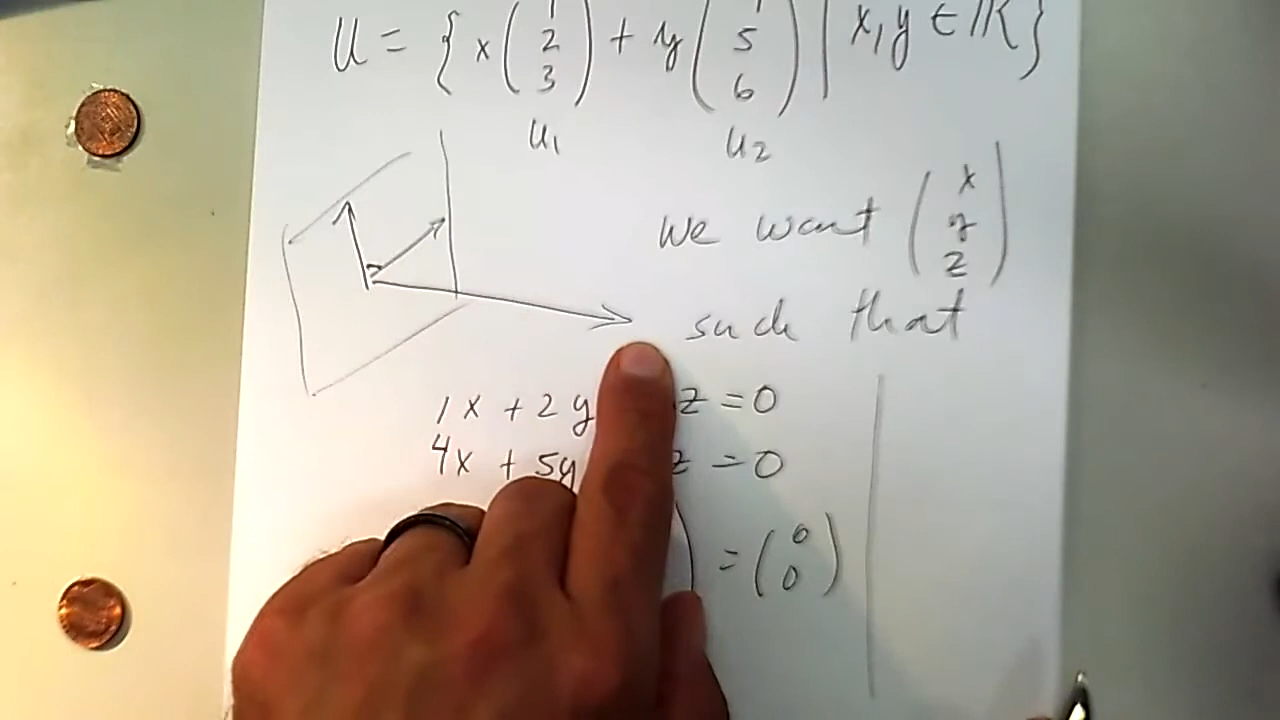 U = { x ( 1 2 3 ) + y ( 5 6 ) | x, y ∈ ℝ }
u₁ u₂
We want ( x y z )
such that
1x + 2y z = 0
4x + 5y z = 0
= ( 0 0 )